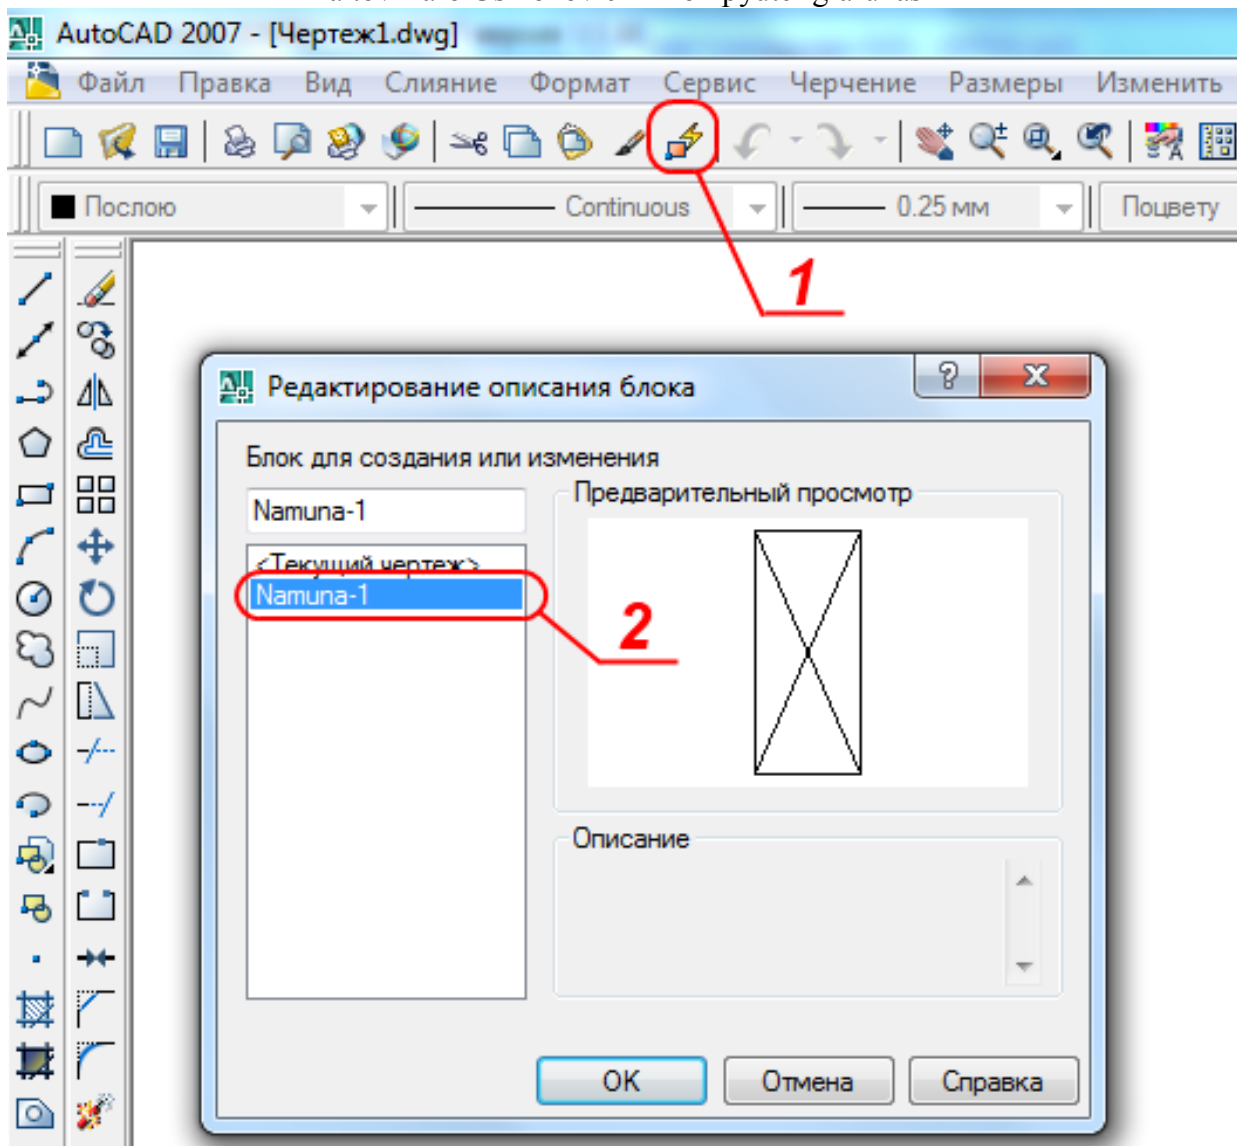 AutoCAD 2007 - [Чертеж1.dwg]
Файл Правка Вид Слияние Формат Сервис Черчение Размеры Изменить
Послою Continuous 0.25 мм Поцвету
1
Редактирование описания блока
Блок для создания или изменения
Namuna-1
Предварительный просмотр
<Текущий чертеж>
Namuna-1
2
Описание
ОК Отмена Справка